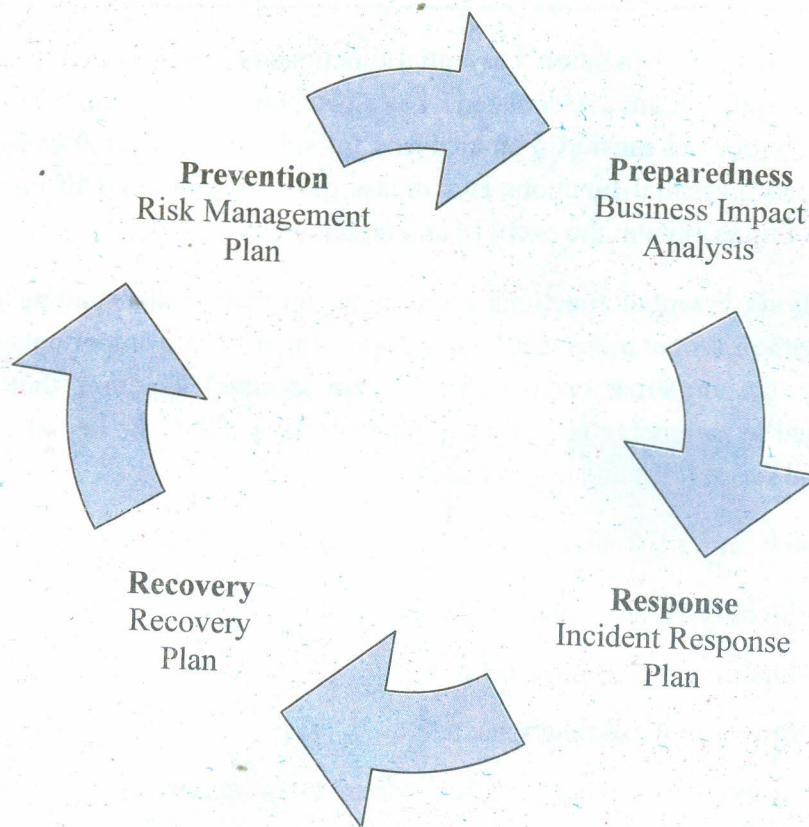 Prevention
Risk Management
Plan
Preparedness
Business Impact
Analysis
Response
Incident Response
Plan
Recovery
Recovery
Plan